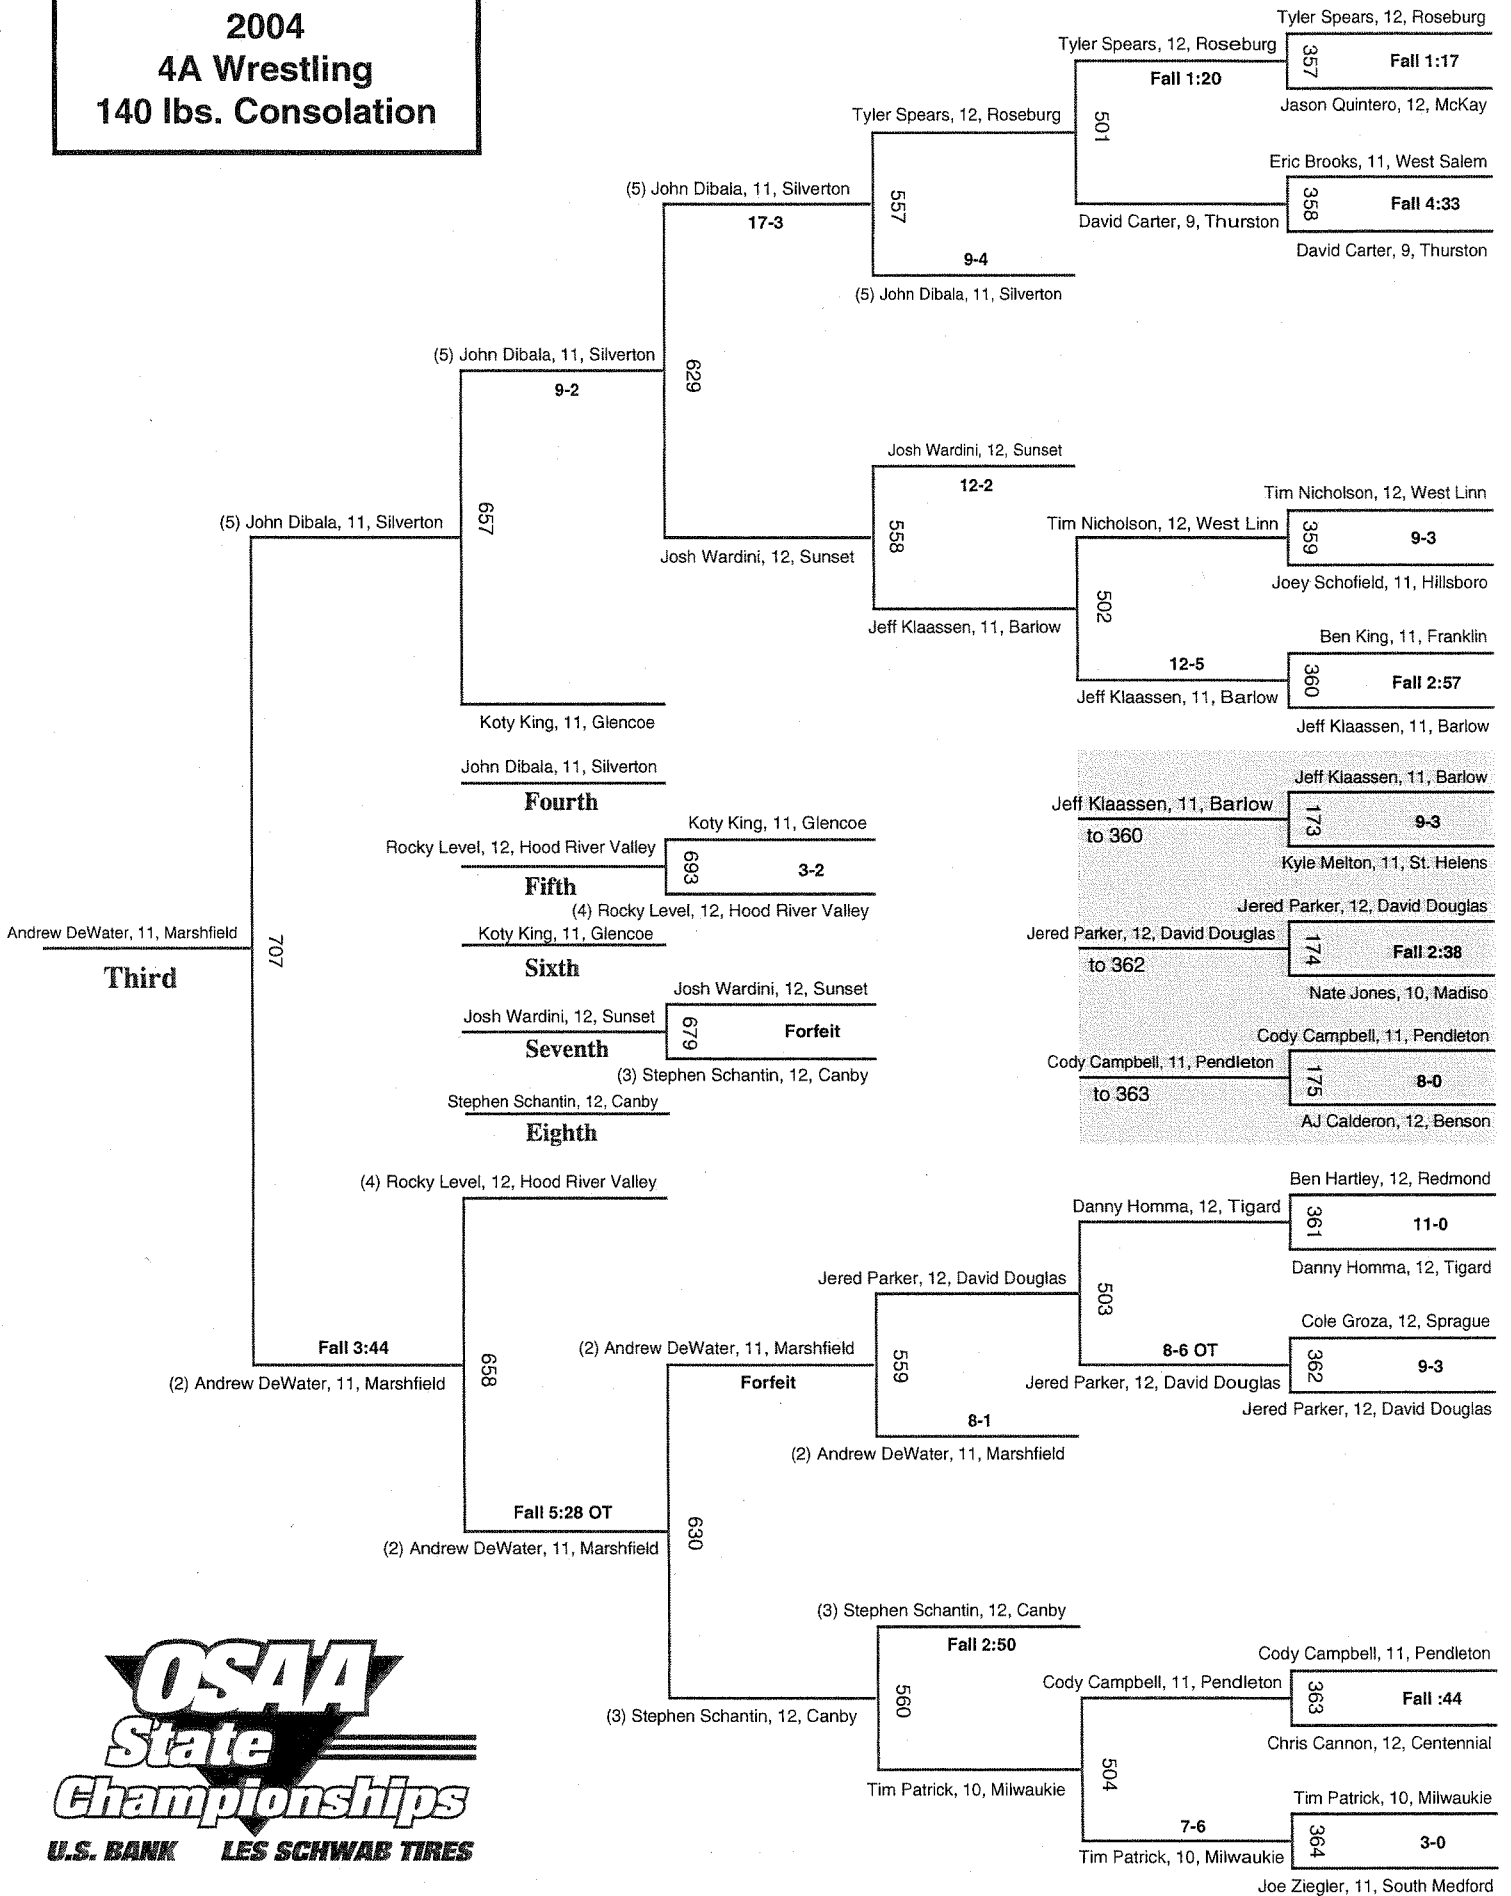 2004
4A Wrestling
140 lbs. Consolation
Tyler Spears, 12, Roseburg
357
Fall 1:17
Jason Quintero, 12, McKay
Tyler Spears, 12, Roseburg
Fall 1:20
501
Eric Brooks, 11, West Salem
358
Fall 4:33
David Carter, 9, Thurston
David Carter, 9, Thurston
Tyler Spears, 12, Roseburg
557
9-4
(5) John Dibala, 11, Silverton
(5) John Dibala, 11, Silverton
17-3
629
Josh Wardini, 12, Sunset
12-2
558
Josh Wardini, 12, Sunset
Jeff Klaassen, 11, Barlow
Tim Nicholson, 12, West Linn
359
9-3
Joey Schofield, 11, Hillsboro
Tim Nicholson, 12, West Linn
502
12-5
Jeff Klaassen, 11, Barlow
Ben King, 11, Franklin
360
Fall 2:57
Jeff Klaassen, 11, Barlow
(5) John Dibala, 11, Silverton
9-2
657
Koty King, 11, Glencoe
(5) John Dibala, 11, Silverton
John Dibala, 11, Silverton
Fourth
Koty King, 11, Glencoe
693
3-2
(4) Rocky Level, 12, Hood River Valley
Rocky Level, 12, Hood River Valley
Fifth
Koty King, 11, Glencoe
Sixth
Josh Wardini, 12, Sunset
679
Forfeit
(3) Stephen Schantin, 12, Canby
Josh Wardini, 12, Sunset
Seventh
Stephen Schantin, 12, Canby
Eighth
Jeff Klaassen, 11, Barlow
173
9-3
Kyle Melton, 11, St. Helens
Jeff Klaassen, 11, Barlow
to 360
Jered Parker, 12, David Douglas
174
Fall 2:38
Nate Jones, 10, Madiso
Jered Parker, 12, David Douglas
to 362
Cody Campbell, 11, Pendleton
175
8-0
AJ Calderon, 12, Benson
Cody Campbell, 11, Pendleton
to 363
Andrew DeWater, 11, Marshfield
Third
707
(4) Rocky Level, 12, Hood River Valley
658
Fall 3:44
(2) Andrew DeWater, 11, Marshfield
Fall 5:28 OT
(2) Andrew DeWater, 11, Marshfield
Ben Hartley, 12, Redmond
361
11-0
Danny Homma, 12, Tigard
Danny Homma, 12, Tigard
503
8-6 OT
Jered Parker, 12, David Douglas
Cole Groza, 12, Sprague
362
9-3
Jered Parker, 12, David Douglas
Jered Parker, 12, David Douglas
559
8-1
(2) Andrew DeWater, 11, Marshfield
(2) Andrew DeWater, 11, Marshfield
Forfeit
630
(3) Stephen Schantin, 12, Canby
Fall 2:50
560
(3) Stephen Schantin, 12, Canby
Tim Patrick, 10, Milwaukie
Cody Campbell, 11, Pendleton
363
Fall :44
Chris Cannon, 12, Centennial
Cody Campbell, 11, Pendleton
504
7-6
Tim Patrick, 10, Milwaukie
Tim Patrick, 10, Milwaukie
364
3-0
Joe Ziegler, 11, South Medford
OSAA
State
Championships
U.S. BANK LES SCHWAB TIRES